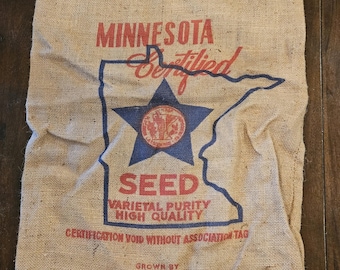 MINNESOTA
Certified
SEED
VARIETAL PURITY
HIGH QUALITY
CERTIFICATION VOID WITHOUT ASSOCIATION TAG
GROWN BY